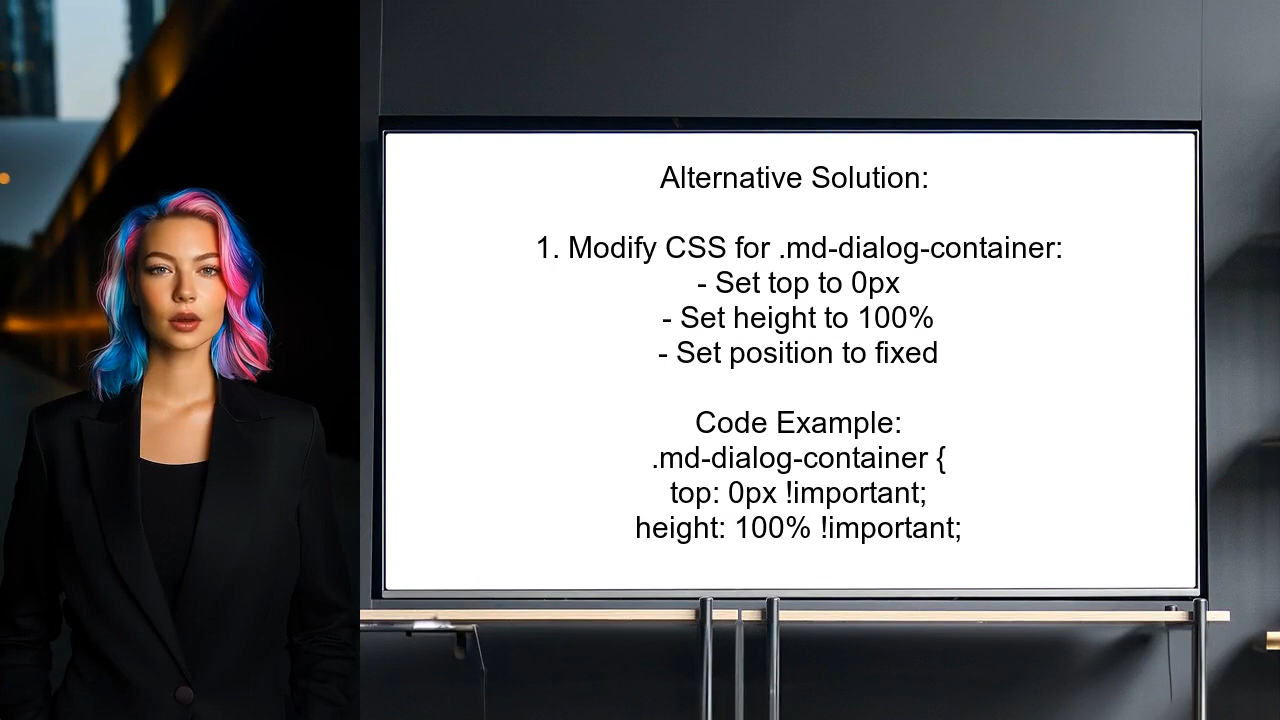 Alternative Solution:
1. Modify CSS for .md-dialog-container:
- Set top to 0px
- Set height to 100%
- Set position to fixed
Code Example:
.md-dialog-container {
top: 0px !important;
height: 100% !important;